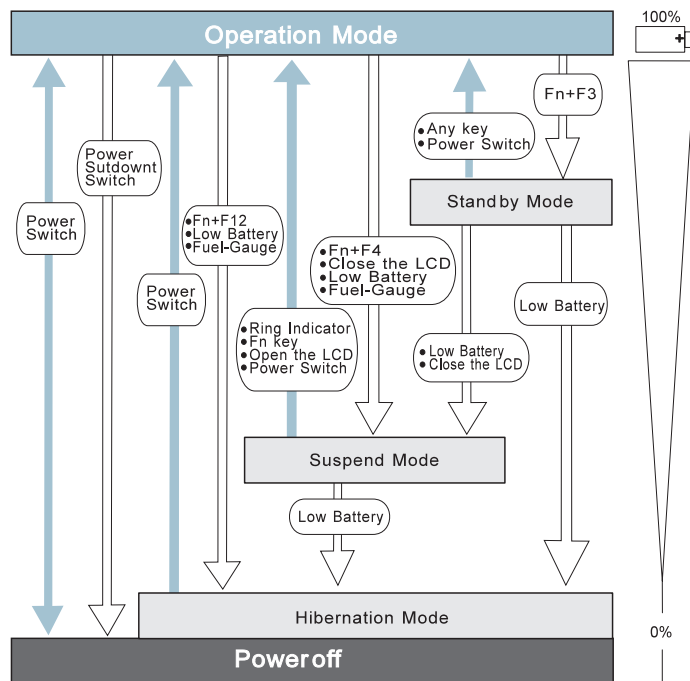 100%
Operation Mode
+
Fn+F3
• Any key
• Power Switch
Power
Sutdownt
Switch
Standby Mode
Power
Switch
• Fn+F12
• Low Battery
• Fuel-Gauge
• Fn+F4
• Close the LCD
• Low Battery
• Fuel-Gauge
Power
Switch
Low Battery
• Ring Indicator
• Fn key
• Open the LCD
• Power Switch
• Low Battery
• Close the LCD
Suspend Mode
Low Battery
Hibernation Mode
0%
Power off